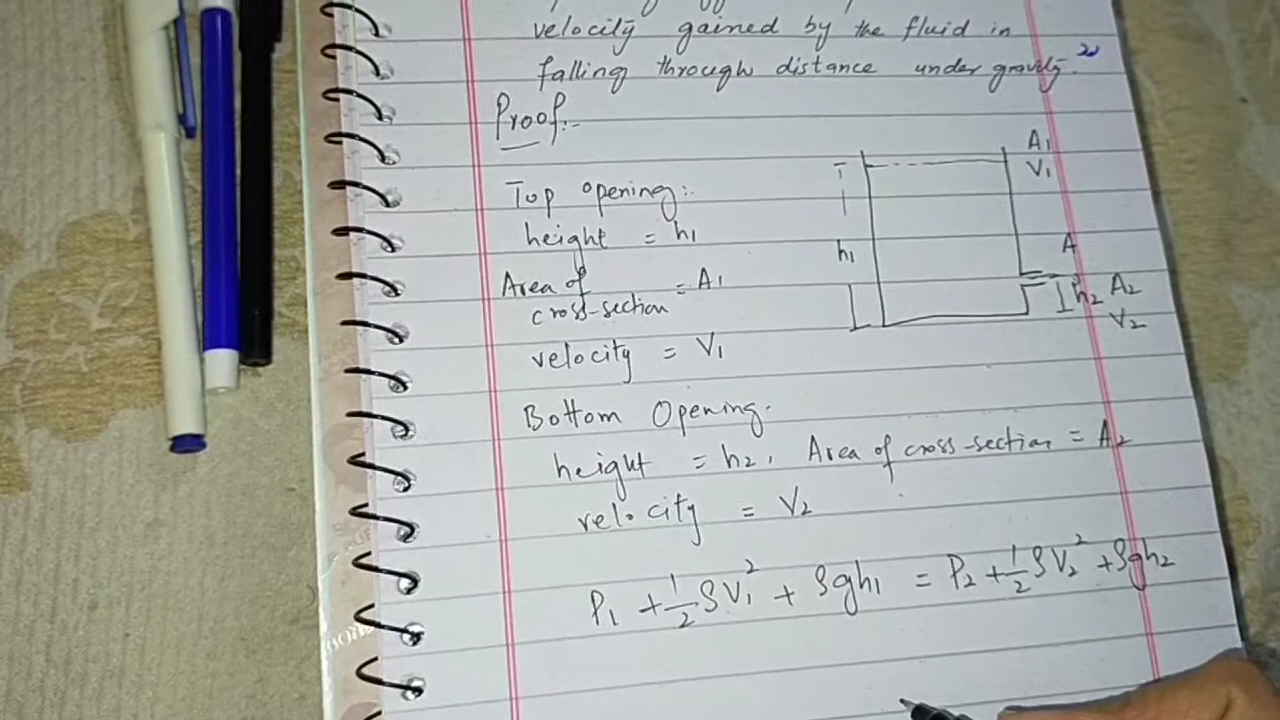 velocity gained by the fluid in
falling through distance under gravity."
Proof:-
Top opening:
height = h1
Area of cross-section = A1
velocity = V1
A1
V1
h1
A
h2 A2
V2
Bottom Opening.
height = h2, Area of cross-section = A2
velocity = V2
P1 + 1/2 ρV1² + ρgh1 = P2 + 1/2 ρV2² + ρgh2